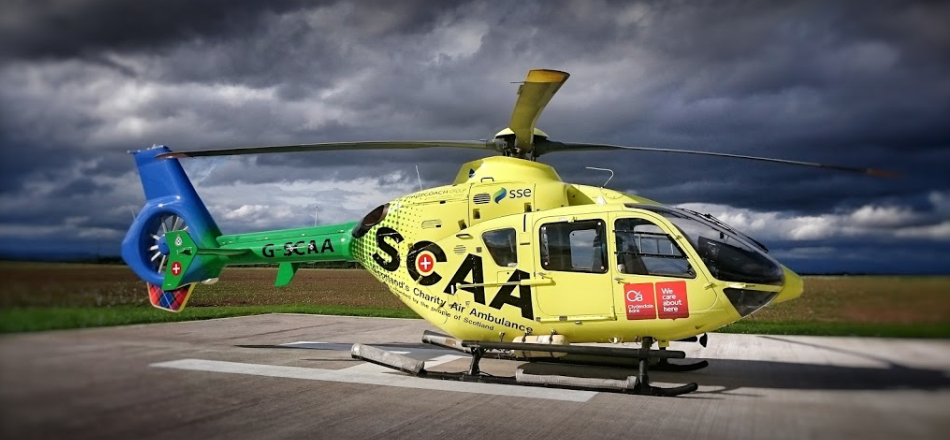 sse
G-SCAA
SCAA
Scotland's Charity Air Ambulance
by the people of Scotland
Clydesdale
Bank
We
care
about
here